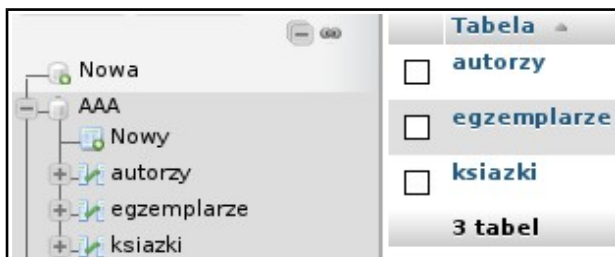 Nowa
AAA
Nowy
autorzy
egzemplarze
ksiazki
Tabela
autorzy
egzemplarze
ksiazki
3 tabel